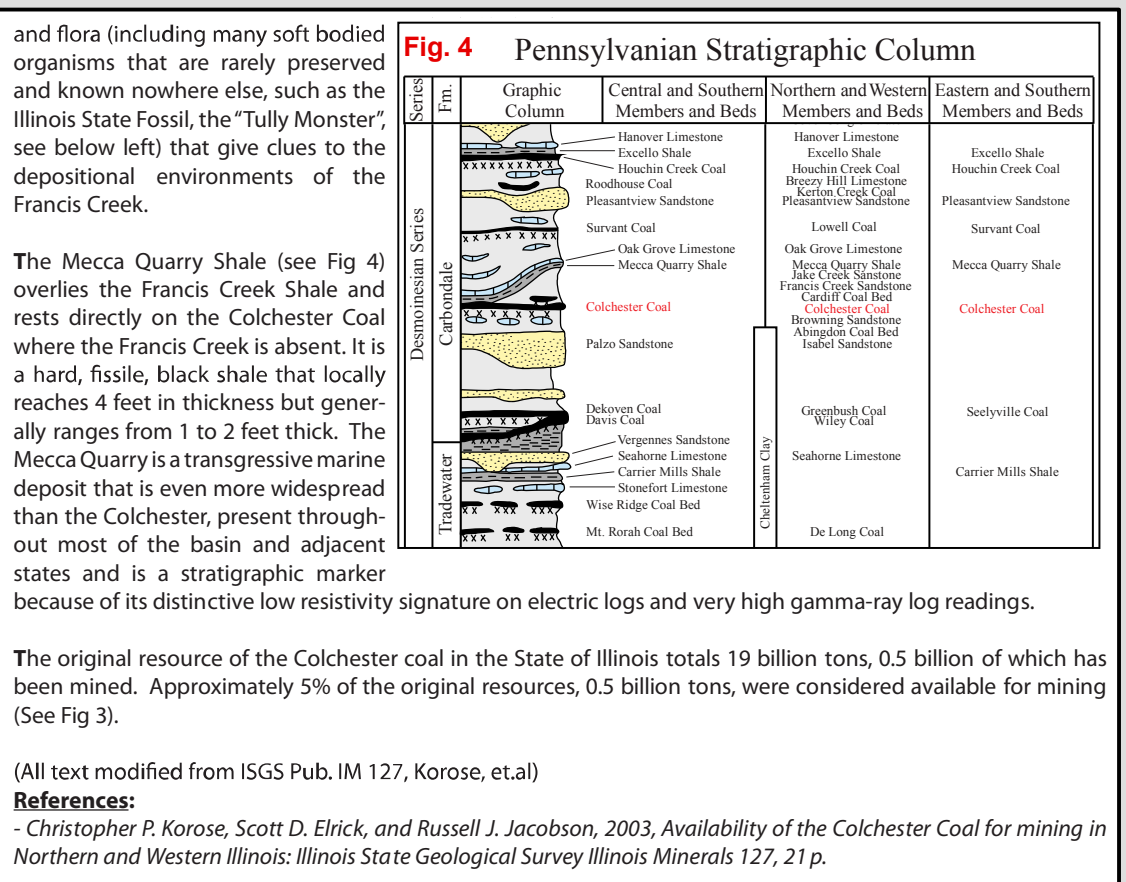 and flora (including many soft bodied
organisms that are rarely preserved
and known nowhere else, such as the
Illinois State Fossil, the “Tully Monster”,
see below left) that give clues to the
depositional environments of the
Francis Creek.
The Mecca Quarry Shale (see Fig 4)
overlies the Francis Creek Shale and
rests directly on the Colchester Coal
where the Francis Creek is absent. It is
a hard, fissile, black shale that locally
reaches 4 feet in thickness but gener-
ally ranges from 1 to 2 feet thick. The
Mecca Quarry is a transgressive marine
deposit that is even more widespread
than the Colchester, present through-
out most of the basin and adjacent
states and is a stratigraphic marker
because of its distinctive low resistivity signature on electric logs and very high gamma-ray log readings.
Fig. 4 Pennsylvanian Stratigraphic Column
Series
Fm.
Graphic
Column
Central and Southern
Members and Beds
Northern and Western
Members and Beds
Eastern and Southern
Members and Beds
Desmoinesian Series
Carbondale
Tradewater
Hanover Limestone
Excello Shale
Houchin Creek Coal
Roodhouse Coal
Pleasantview Sandstone
Survant Coal
Oak Grove Limestone
Mecca Quarry Shale
Colchester Coal
Palzo Sandstone
Dekoven Coal
Davis Coal
Vergennes Sandstone
Seahorne Limestone
Carrier Mills Shale
Stonefort Limestone
Wise Ridge Coal Bed
Mt. Rorah Coal Bed
Cheltenham Clay
Hanover Limestone
Excello Shale
Houchin Creek Coal
Breezy Hill Limestone
Kerton Creek Coal
Pleasantview Sandstone
Lowell Coal
Oak Grove Limestone
Mecca Quarry Shale
Jake Creek Sanstone
Francis Creek Sandstone
Cardiff Coal Bed
Colchester Coal
Browning Sandstone
Abingdon Coal Bed
Isabel Sandstone
Greenbush Coal
Wiley Coal
Seahorne Limestone
De Long Coal
Excello Shale
Houchin Creek Coal
Pleasantview Sandstone
Survant Coal
Mecca Quarry Shale
Colchester Coal
Seelyville Coal
Carrier Mills Shale
The original resource of the Colchester coal in the State of Illinois totals 19 billion tons, 0.5 billion of which has
been mined. Approximately 5% of the original resources, 0.5 billion tons, were considered available for mining
(See Fig 3).
(All text modified from ISGS Pub. IM 127, Korose, et.al)
References:
- Christopher P. Korose, Scott D. Elrick, and Russell J. Jacobson, 2003, Availability of the Colchester Coal for mining in
Northern and Western Illinois: Illinois State Geological Survey Illinois Minerals 127, 21 p.